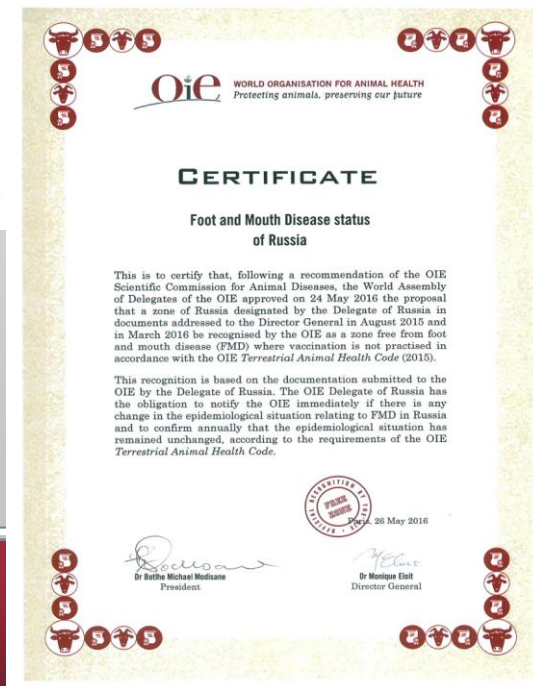 OiE WORLD ORGANISATION FOR ANIMAL HEALTH
Protecting animals, preserving our future
CERTIFICATE
Foot and Mouth Disease status
of Russia
This is to certify that, following a recommendation of the OIE
Scientific Commission for Animal Diseases, the World Assembly
of Delegates of the OIE approved on 24 May 2016 the proposal
that a zone of Russia designated by the Delegate of Russia in
documents addressed to the Director General in August 2015 and
in March 2016 be recognised by the OIE as a zone free from foot
and mouth disease (FMD) where vaccination is not practised in
accordance with the OIE Terrestrial Animal Health Code (2015).
This recognition is based on the documentation submitted to the
OIE by the Delegate of Russia. The OIE Delegate of Russia has
the obligation to notify the OIE immediately if there is any
change in the epidemiological situation relating to FMD in Russia
and to confirm annually that the epidemiological situation has
remained unchanged, according to the requirements of the OIE
Terrestrial Animal Health Code.
OFFICIAL RECOGNITION BY THE OIE
FREE
ZONE
Paris, 26 May 2016
Dr Botlhe Michael Modisane
President
Dr Monique Eloit
Director General